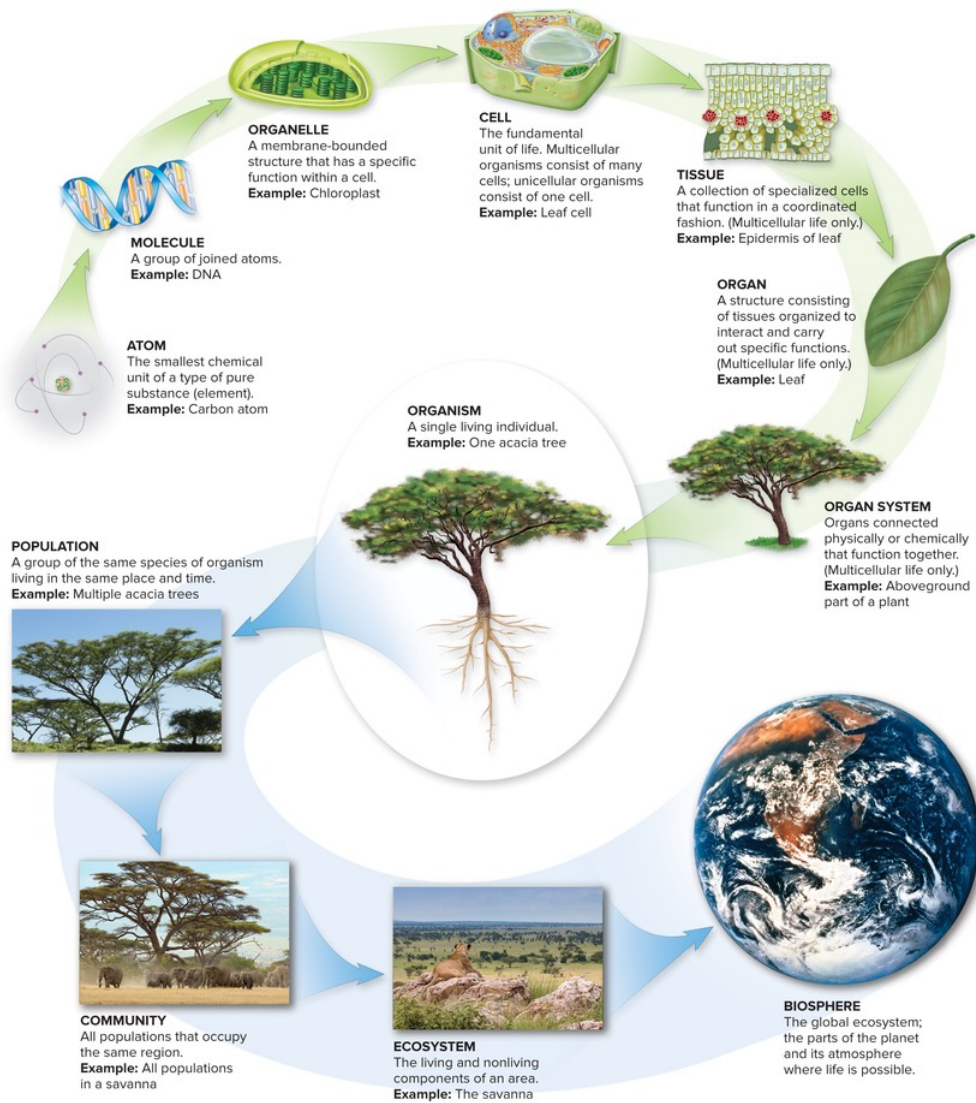 ORGANELLE
A membrane-bounded
structure that has a specific
function within a cell.
Example: Chloroplast
CELL
The fundamental
unit of life. Multicellular
organisms consist of many
cells; unicellular organisms
consist of one cell.
Example: Leaf cell
TISSUE
A collection of specialized cells
that function in a coordinated
fashion. (Multicellular life only.)
Example: Epidermis of leaf
MOLECULE
A group of joined atoms.
Example: DNA
ORGAN
A structure consisting
of tissues organized to
interact and carry
out specific functions.
(Multicellular life only.)
Example: Leaf
ATOM
The smallest chemical
unit of a type of pure
substance (element).
Example: Carbon atom
ORGANISM
A single living individual.
Example: One acacia tree
ORGAN SYSTEM
Organs connected
physically or chemically
that function together.
(Multicellular life only.)
Example: Aboveground
part of a plant
POPULATION
A group of the same species of organism
living in the same place and time.
Example: Multiple acacia trees
COMMUNITY
All populations that occupy
the same region.
Example: All populations
in a savanna
ECOSYSTEM
The living and nonliving
components of an area.
Example: The savanna
BIOSPHERE
The global ecosystem;
the parts of the planet
and its atmosphere
where life is possible.